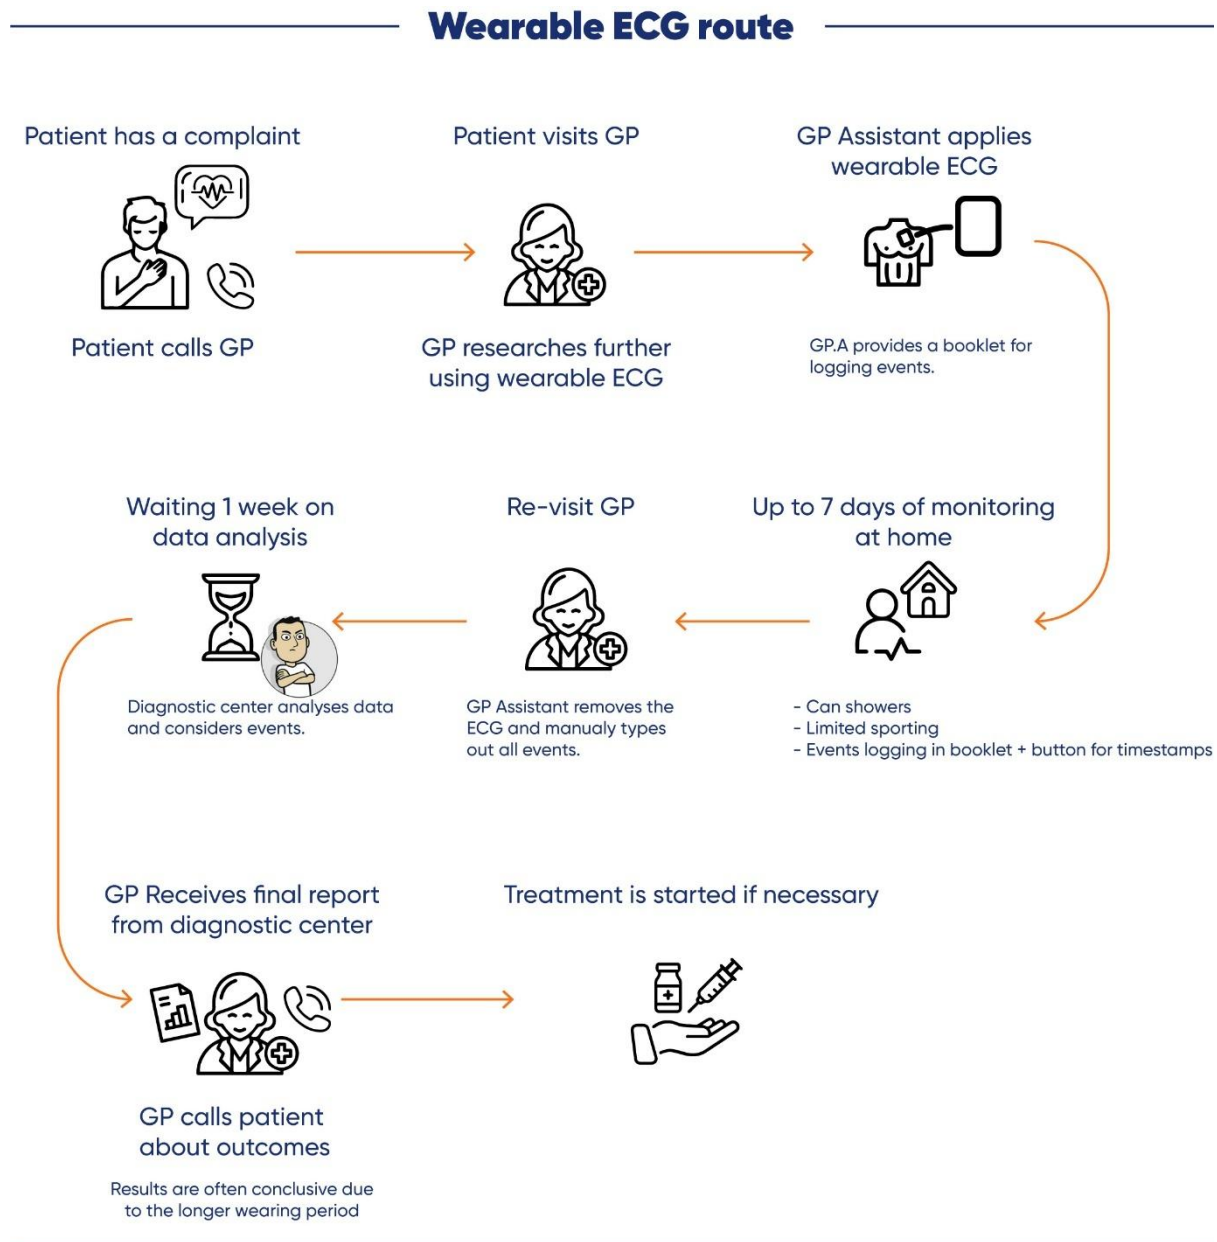 Wearable ECG route
Patient has a complaint
Patient calls GP
Patient visits GP
GP researches further
using wearable ECG
GP Assistant applies
wearable ECG
GP.A provides a booklet for
logging events.
Up to 7 days of monitoring
at home
- Can showers
- Limited sporting
- Events logging in booklet + button for timestamps
Re-visit GP
GP Assistant removes the
ECG and manualy types
out all events.
Waiting 1 week on
data analysis
Diagnostic center analyses data
and considers events.
GP Receives final report
from diagnostic center
GP calls patient
about outcomes
Results are often conclusive due
to the longer wearing period
Treatment is started if necessary